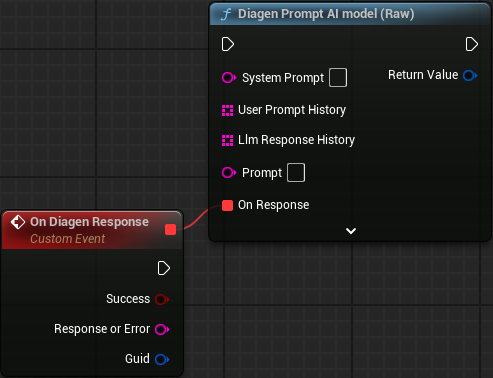 Diagen Prompt AI model (Raw)
System Prompt
Return Value
User Prompt History
Llm Response History
Prompt
On Response
On Diagen Response
Custom Event
Success
Response or Error
Guid